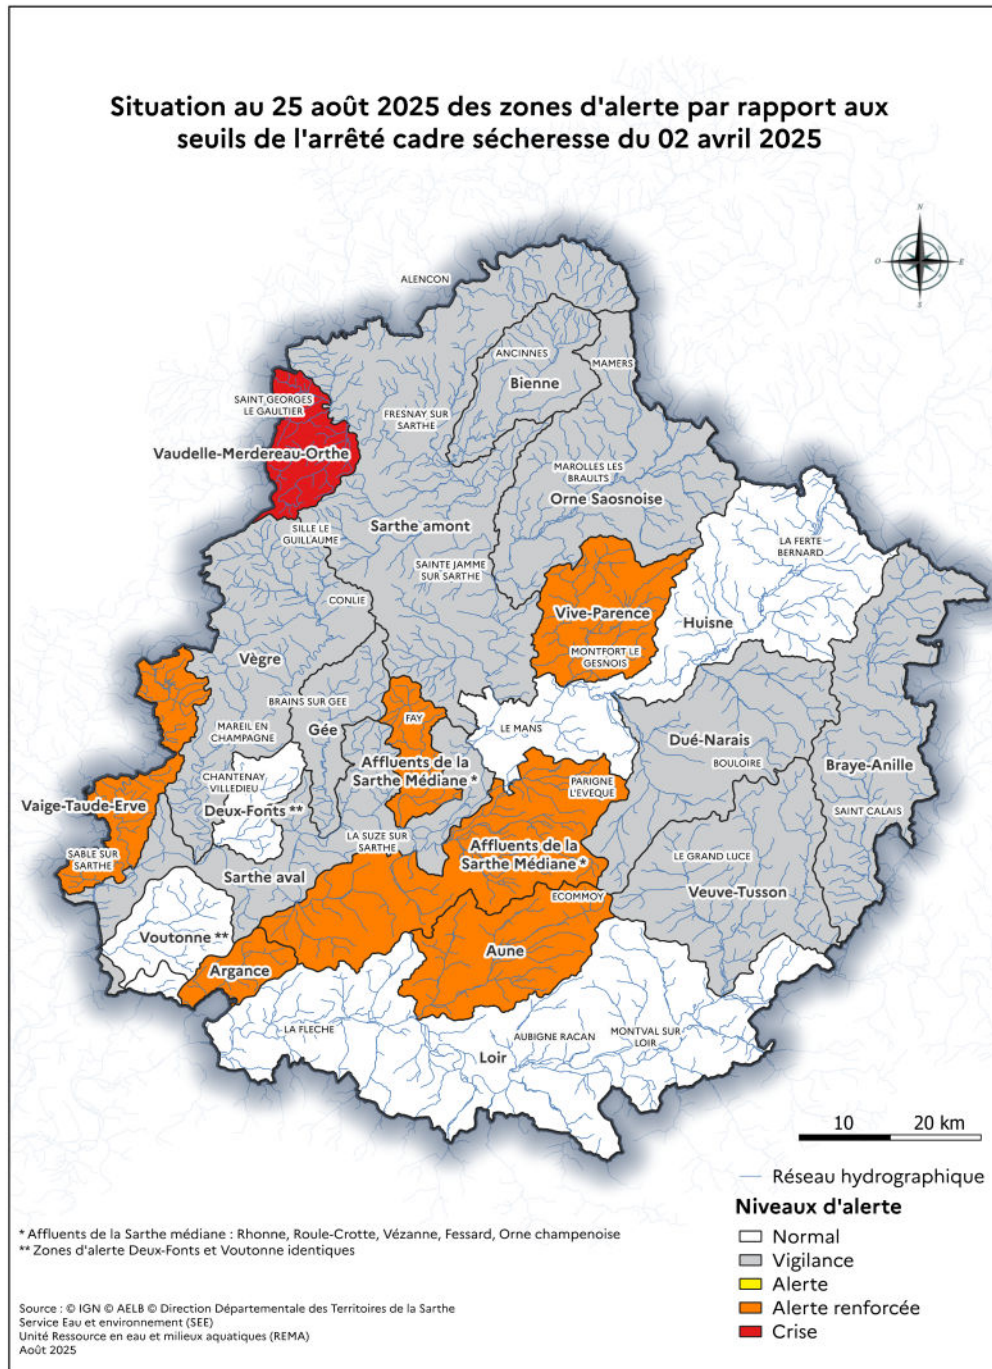 Situation au 25 août 2025 des zones d'alerte par rapport aux
seuils de l'arrêté cadre sécheresse du 02 avril 2025
N
O
E
S
ALENCON
ANCINNES
Bienne
MAMERS
SAINT GEORGES
LE GAULTIER
FRESNAY SUR
SARTHE
Vaudelle-Merdereau-Orthe
MAROLLES LES
BRAULTS
Orne Saosnoise
SILLE LE
GUILLAUME
Sarthe amont
LA FERTE
BERNARD
SAINTE JAMME
SUR SARTHE
CONLIE
Vive-Parence
Huisne
MONTFORT LE
GESNOIS
Vègre
BRAINS SUR GEE
Gée
FAY
LE MANS
MAREIL EN
CHAMPAGNE
Dué-Narais
BOULOIRE
Braye-Anille
Affluents de la
Sarthe Médiane *
CHANTENAY
VILLEDIEU
PARIGNE
L'EVEQUE
Vaige-Taude-Erve
Deux-Fonts **
SAINT CALAIS
LA SUZE SUR
SARTHE
SABLE SUR
SARTHE
Affluents de la
Sarthe Médiane *
LE GRAND LUCE
Sarthe aval
Veuve-Tusson
ECOMMOY
Voutonne **
Aune
Argance
LA FLECHE
AUBIGNE RACAN
MONTVAL SUR
LOIR
Loir
10 20 km
Réseau hydrographique
Niveaux d'alerte
Normal
Vigilance
Alerte
Alerte renforcée
Crise
* Affluents de la Sarthe médiane : Rhonne, Roule-Crotte, Vézanne, Fessard, Orne champenoise
** Zones d'alerte Deux-Fonts et Voutonne identiques
Source : © IGN © AELB © Direction Départementale des Territoires de la Sarthe
Service Eau et environnement (SEE)
Unité Ressource en eau et milieux aquatiques (REMA)
Août 2025